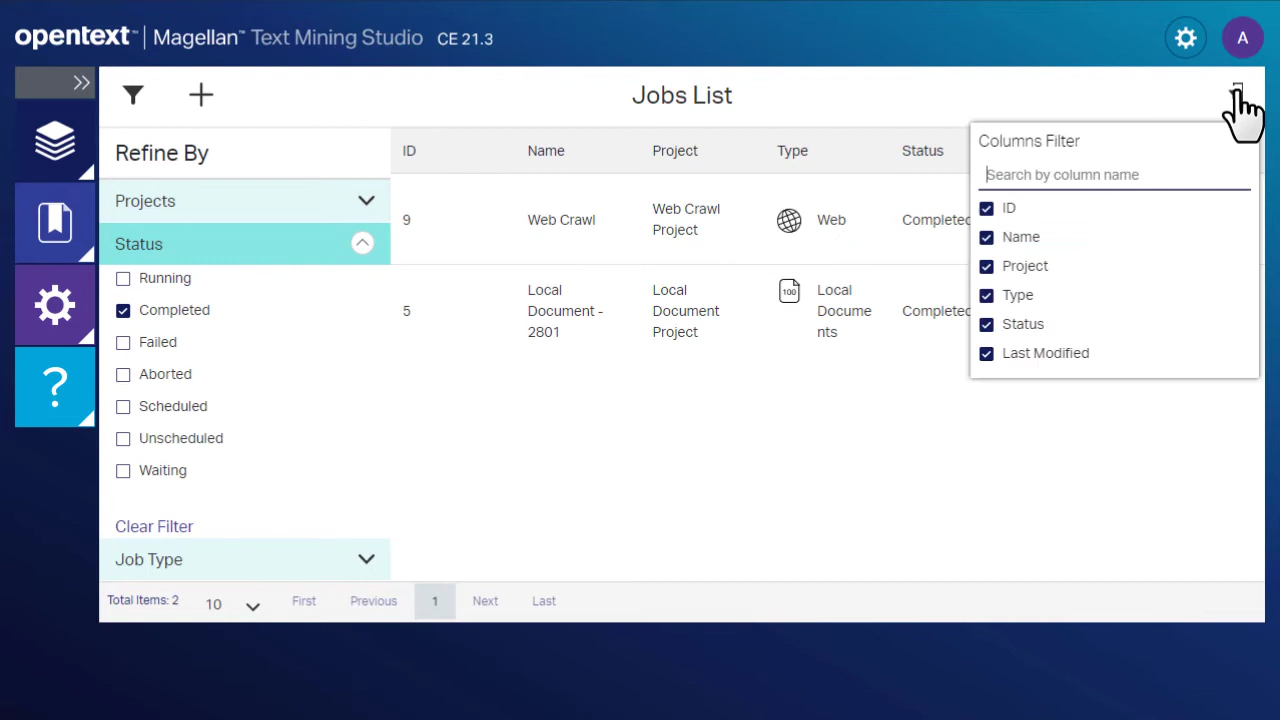 opentext™ | Magellan™ Text Mining Studio CE 21.3
A
Jobs List
Refine By
Projects
Status
Running
Completed
Failed
Aborted
Scheduled
Unscheduled
Waiting
Clear Filter
Job Type
ID Name Project Type Status
9 Web Crawl Web Crawl Project Web Completed
5 Local Document - 2801 Local Document Project 100 Local Documents Completed
Columns Filter
Search by column name
ID
Name
Project
Type
Status
Last Modified
Total Items: 2 10 First Previous 1 Next Last
?